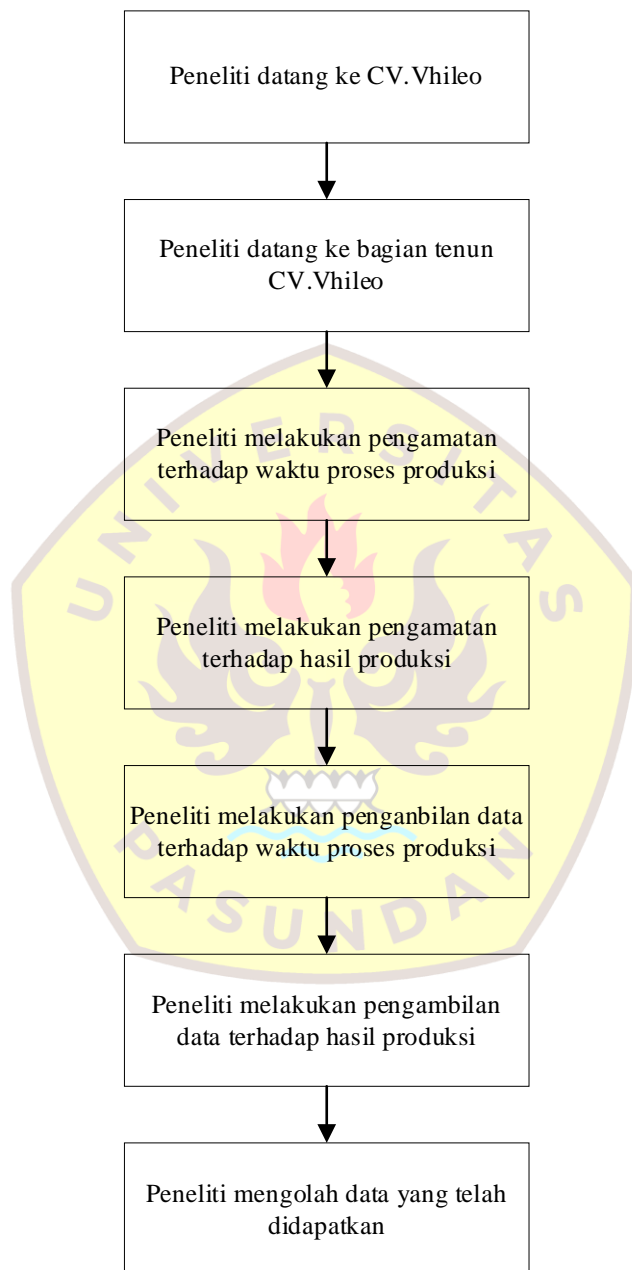 Peneliti datang ke CV.Vhileo
Peneliti datang ke bagian tenun
CV.Vhileo
UNIVERSITAS
Peneliti melakukan pengamatan
terhadap waktu proses produksi
Peneliti melakukan pengamatan
terhadap hasil produksi
Peneliti melakukan penganbilan data
terhadap waktu proses produksi
PASUNDAN
Peneliti melakukan pengambilan
data terhadap hasil produksi
Peneliti mengolah data yang telah
didapatkan